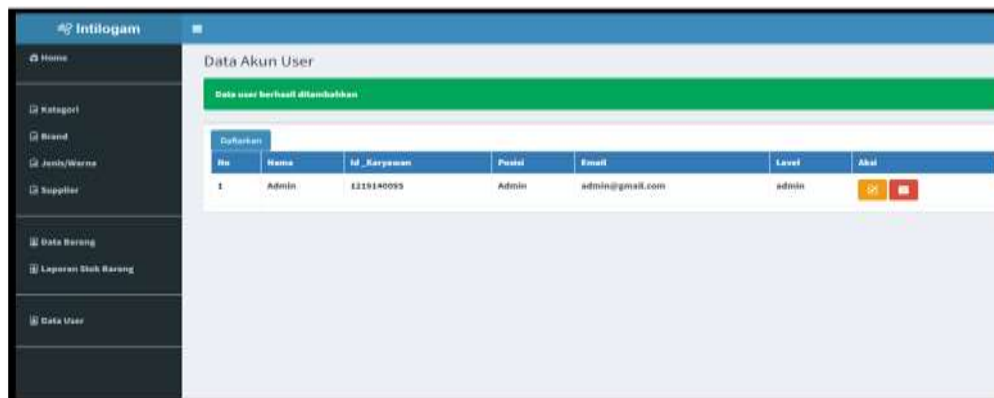 Intilogam
Home
Kategori
Brand
Jenis/Warna
Supplier
Data Barang
Laporan Stok Barang
Data User
Data Akun User
Data user berhasil ditambahkan
Daftarkan
No Nama Id_Karyawan Posisi Email Level Aksi
1 Admin 1219140055 Admin admin@gmail.com admin